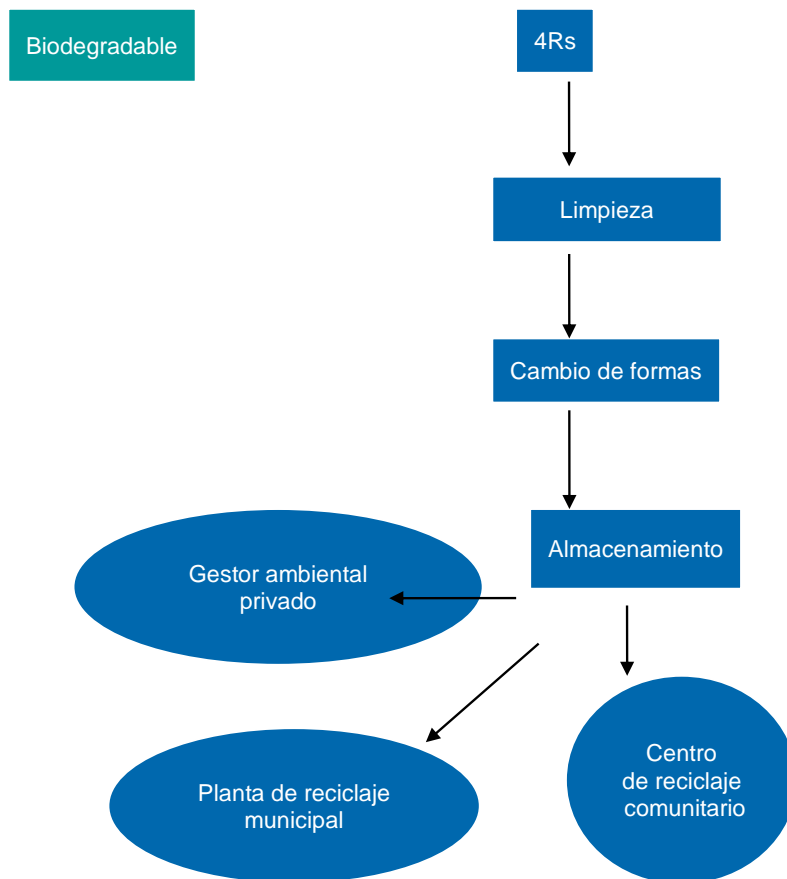 Biodegradable
4Rs
Limpieza
Cambio de formas
Almacenamiento
Gestor ambiental
privado
Planta de reciclaje
municipal
Centro
de reciclaje
comunitario